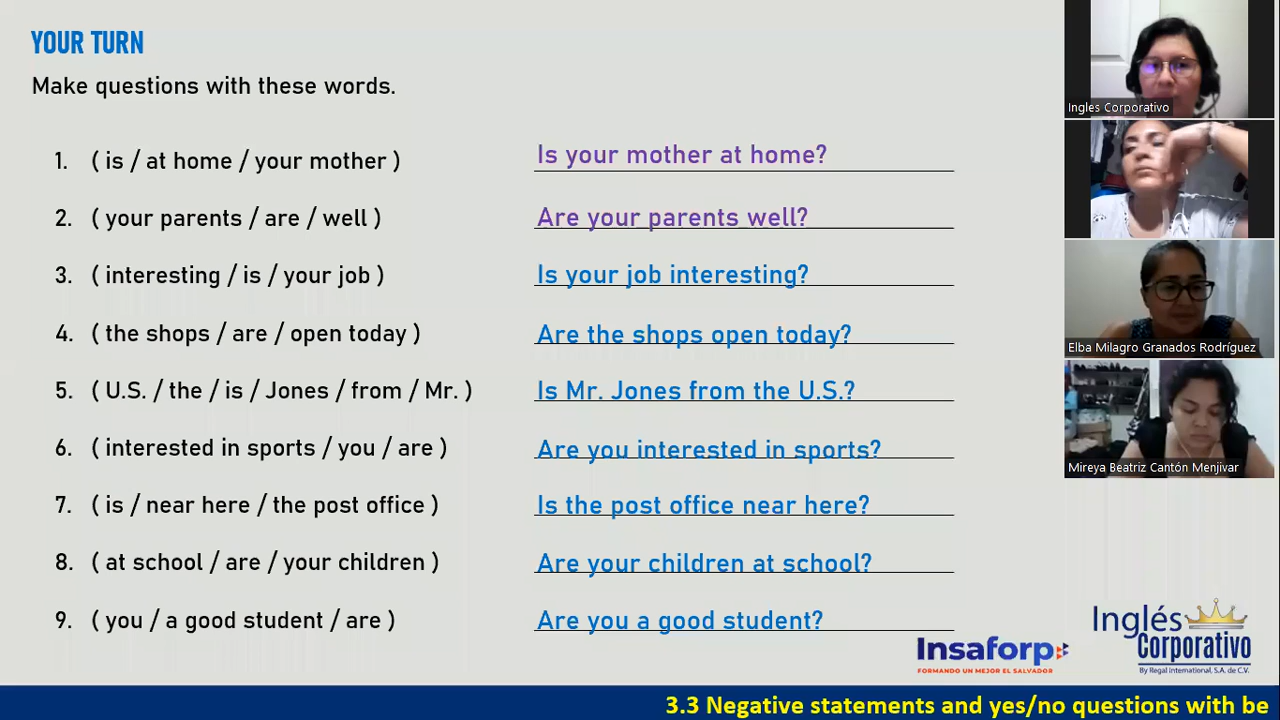 YOUR TURN
Make questions with these words.
1. ( is / at home / your mother ) Is your mother at home?
2. ( your parents / are / well ) Are your parents well?
3. ( interesting / is / your job ) Is your job interesting?
4. ( the shops / are / open today ) Are the shops open today?
5. ( U.S. / the / is / Jones / from / Mr. ) Is Mr. Jones from the U.S.?
6. ( interested in sports / you / are ) Are you interested in sports?
7. ( is / near here / the post office ) Is the post office near here?
8. ( at school / are / your children ) Are your children at school?
9. ( you / a good student / are ) Are you a good student?
Ingles Corporativo
Elba Milagro Granados Rodríguez
Mireya Beatriz Cantón Menjivar
Insaforp
FORMANDO UN MEJOR EL SALVADOR
Inglés
Corporativo
By Regal International, S.A. de C.V.
3.3 Negative statements and yes/no questions with be